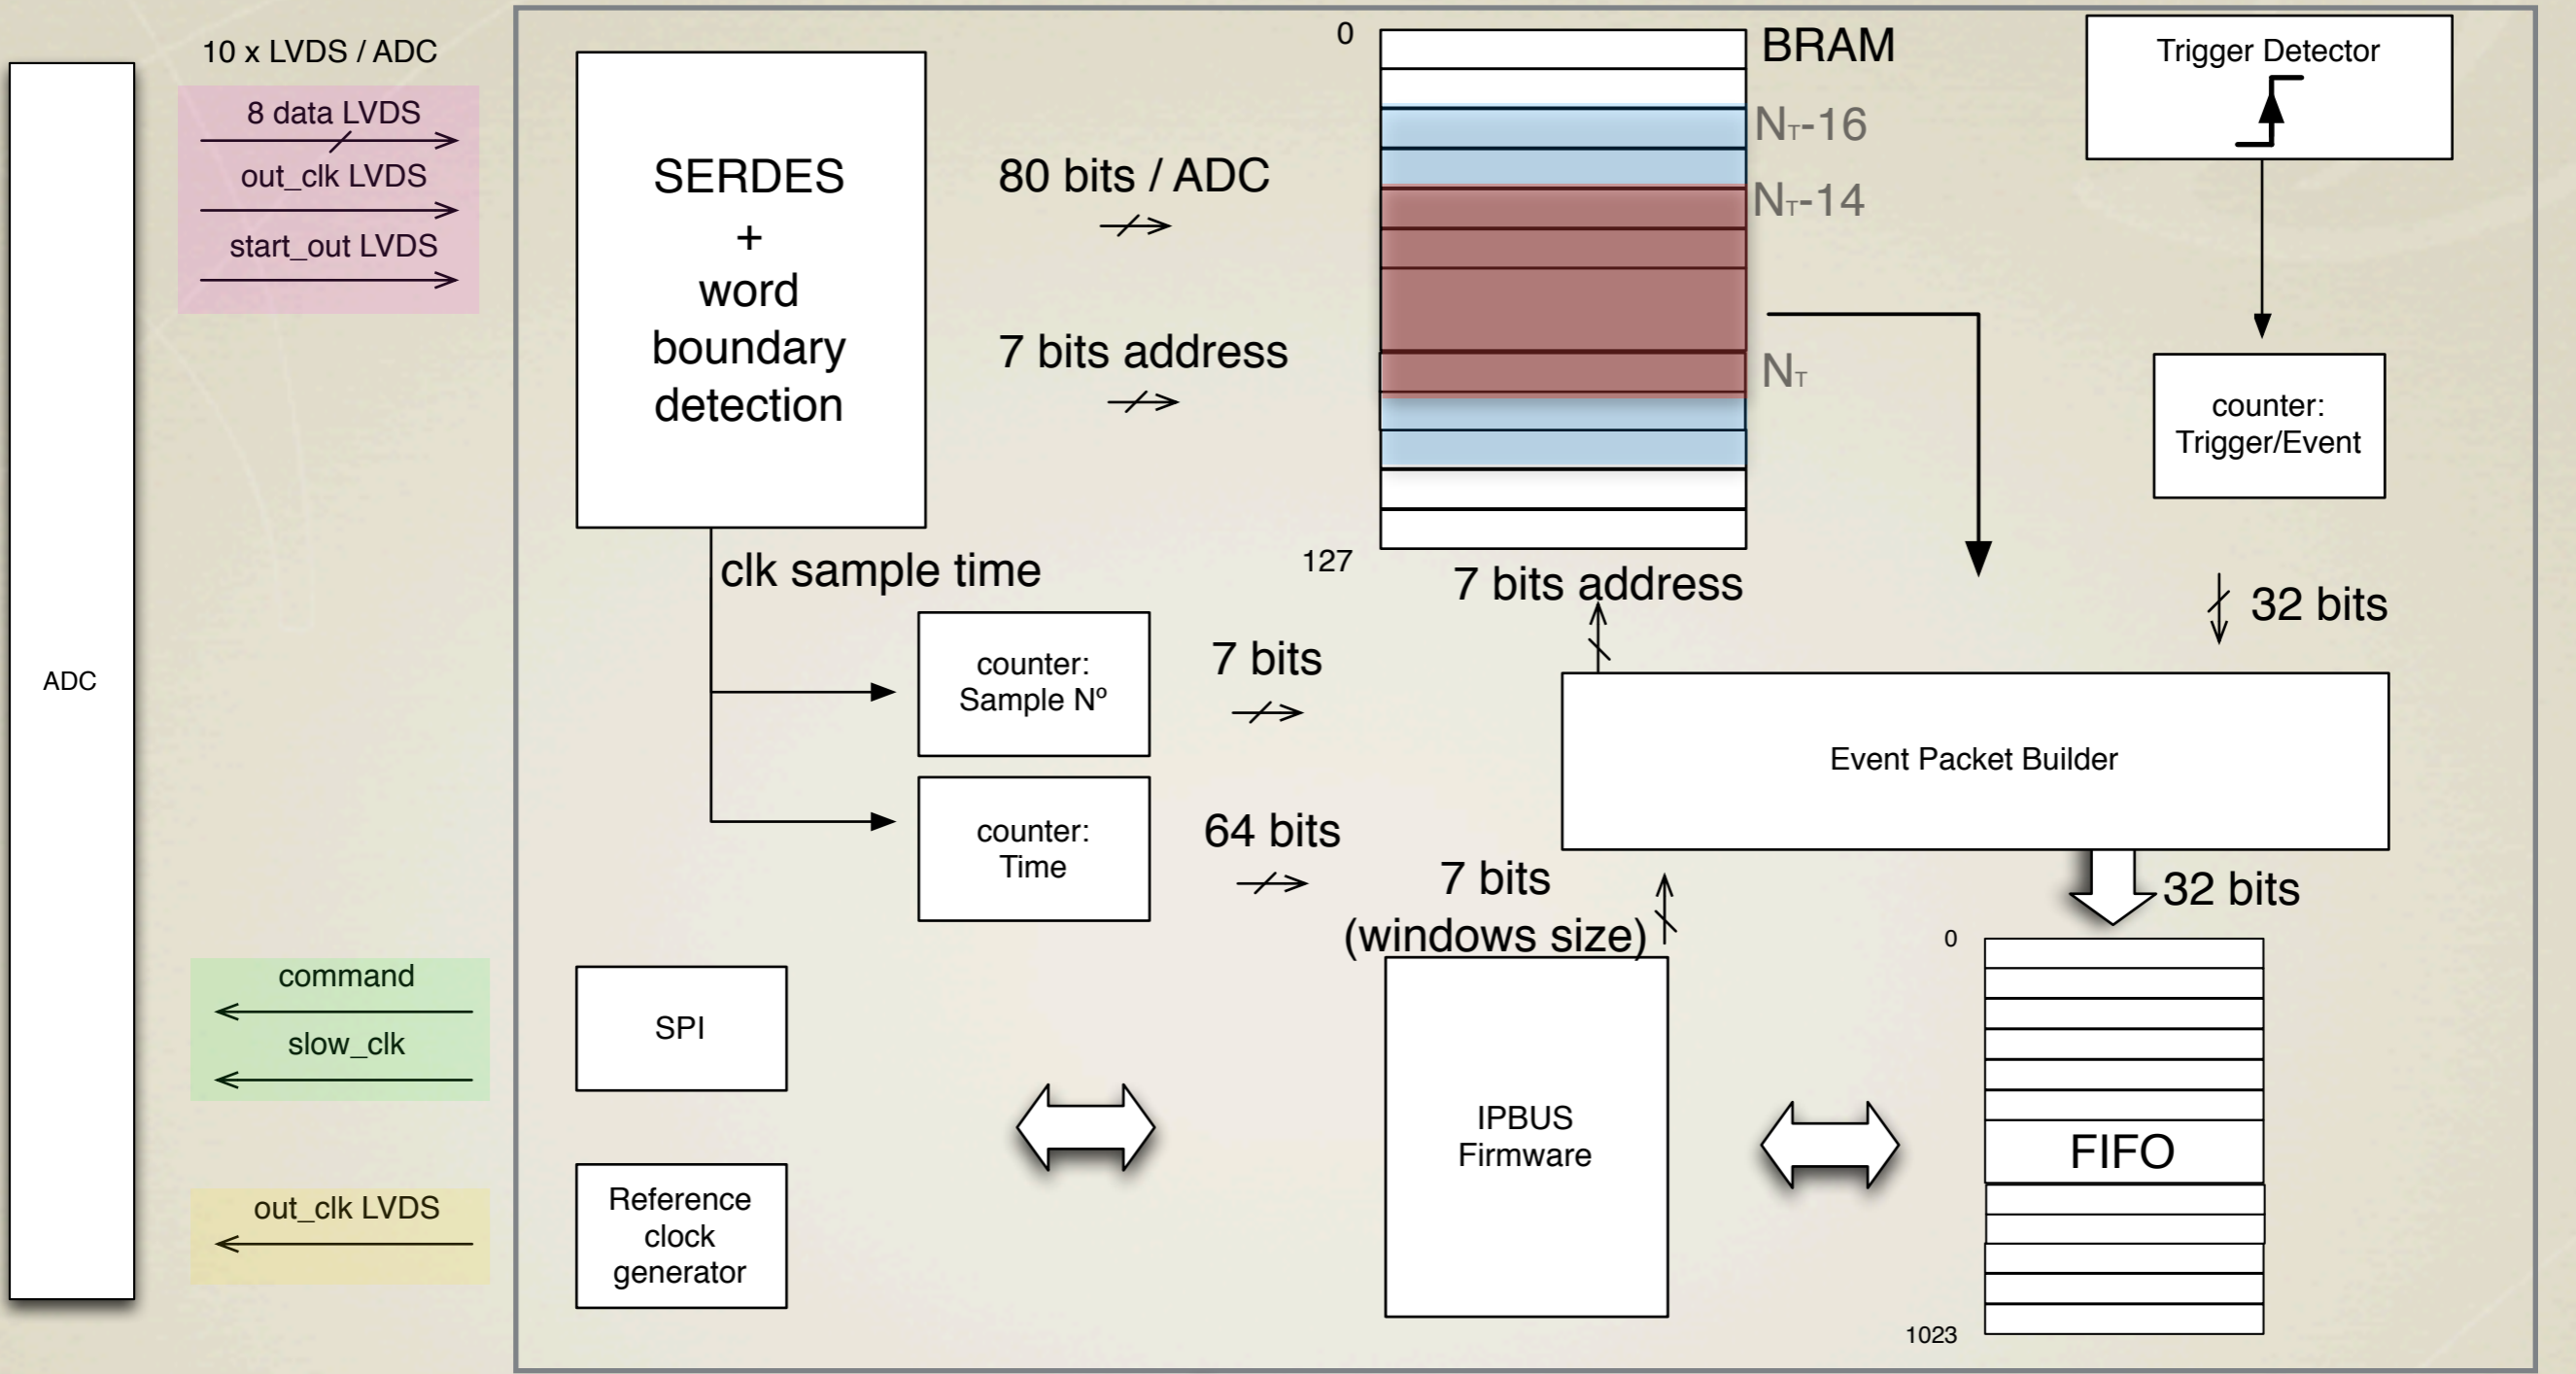 10 x LVDS / ADC
8 data LVDS
out_clk LVDS
start_out LVDS
ADC
command
slow_clk
out_clk LVDS
SERDES
+
word
boundary
detection
80 bits / ADC
7 bits address
clk sample time
counter:
Sample Nº
7 bits
counter:
Time
64 bits
SPI
Reference
clock
generator
0
BRAM
NT-16
NT-14
NT
127
7 bits address
Trigger Detector
counter:
Trigger/Event
32 bits
Event Packet Builder
7 bits
(windows size)
32 bits
IPBUS
Firmware
0
FIFO
1023